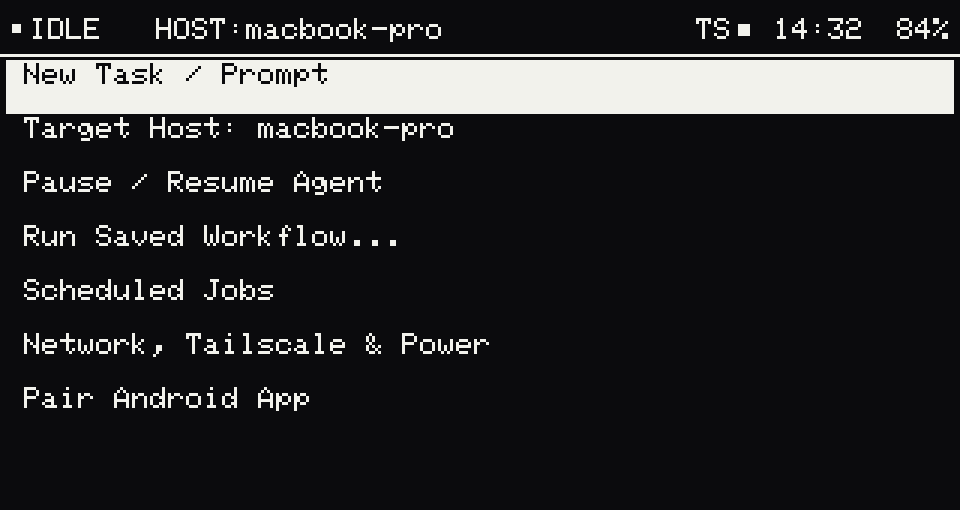 ▪IDLE   HOST:macbook-pro   TS▪ 14:32 84%
New Task / Prompt
Target Host: macbook-pro
Pause / Resume Agent
Run Saved Workflow...
Scheduled Jobs
Network, Tailscale & Power
Pair Android App